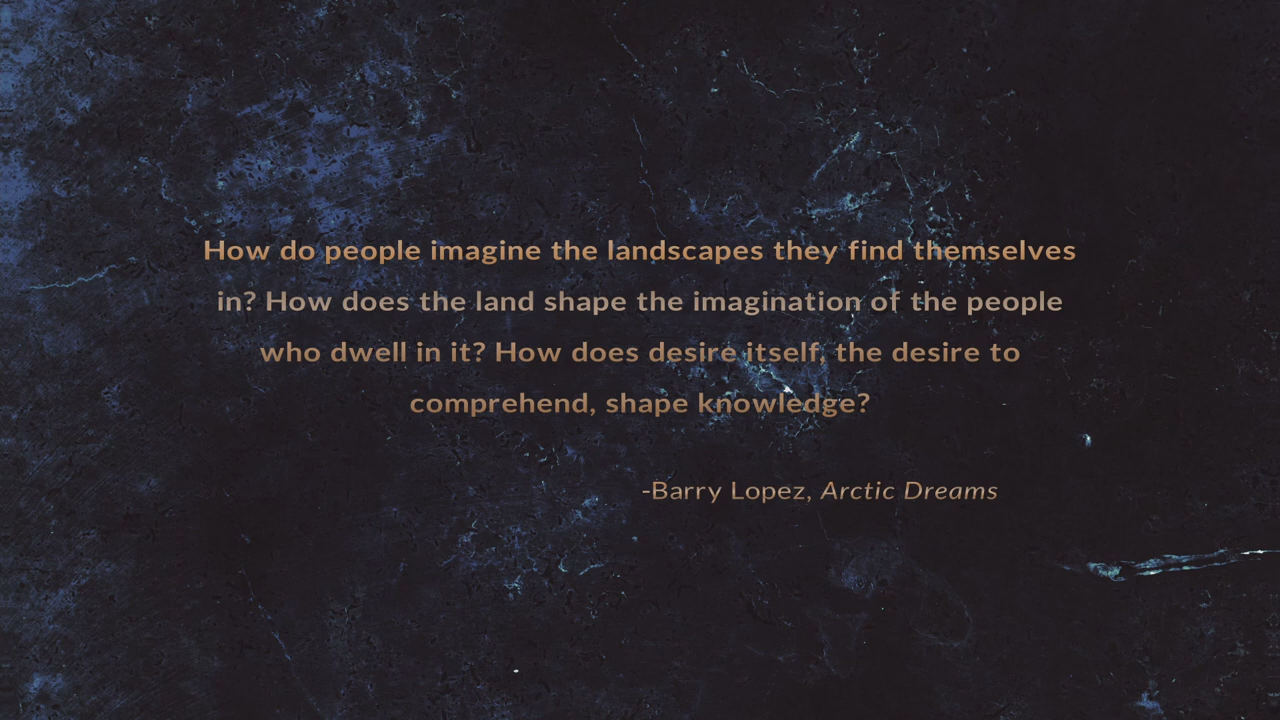 How do people imagine the landscapes they find themselves
in? How does the land shape the imagination of the people
who dwell in it? How does desire itself, the desire to
comprehend, shape knowledge?
-Barry Lopez, Arctic Dreams